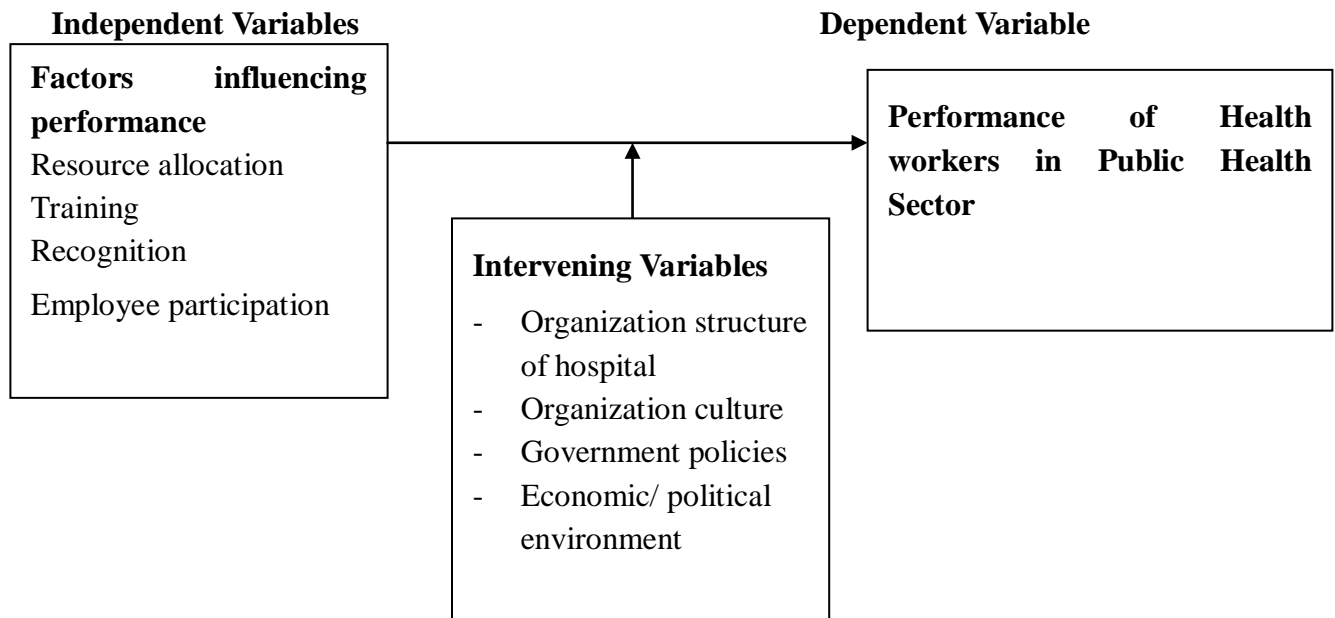 Independent Variables
Dependent Variable
Factors influencing
performance
Resource allocation
Training
Recognition
Employee participation
Performance of Health
workers in Public Health
Sector
Intervening Variables
- Organization structure
of hospital
- Organization culture
- Government policies
- Economic/ political
environment